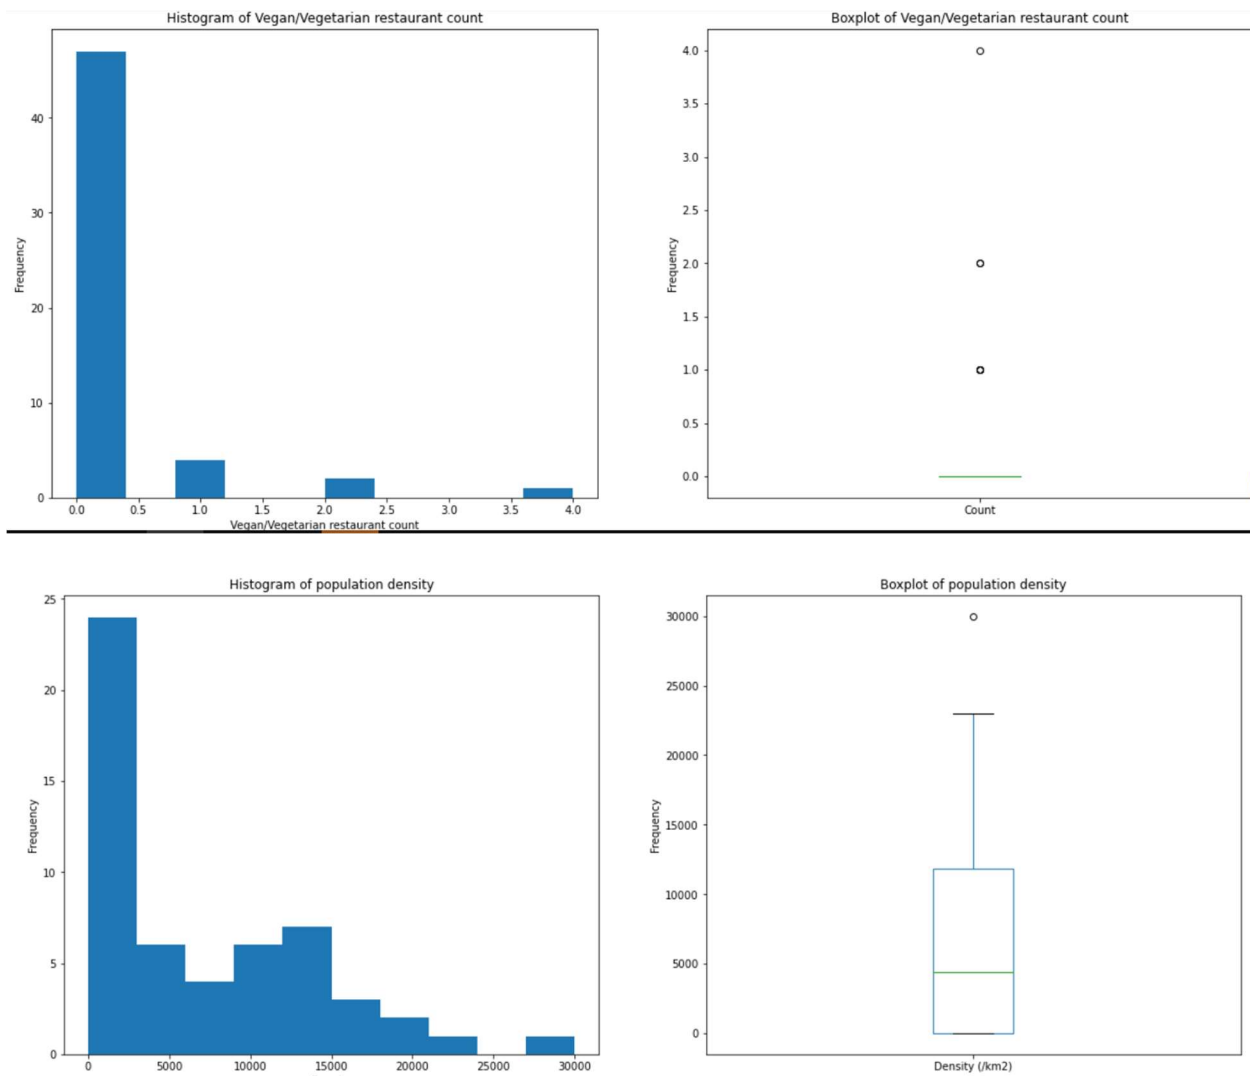 Histogram of Vegan/Vegetarian restaurant count
Frequency
40
30
20
10
0
0.0 0.5 1.0 1.5 2.0 2.5 3.0 3.5 4.0
Vegan/Vegetarian restaurant count
Boxplot of Vegan/Vegetarian restaurant count
Frequency
4.0
3.5
3.0
2.5
2.0
1.5
1.0
0.5
0.0
Count
Histogram of population density
Frequency
25
20
15
10
5
0
0 5000 10000 15000 20000 25000 30000
Boxplot of population density
Frequency
30000
25000
20000
15000
10000
5000
0
Density (/km2)